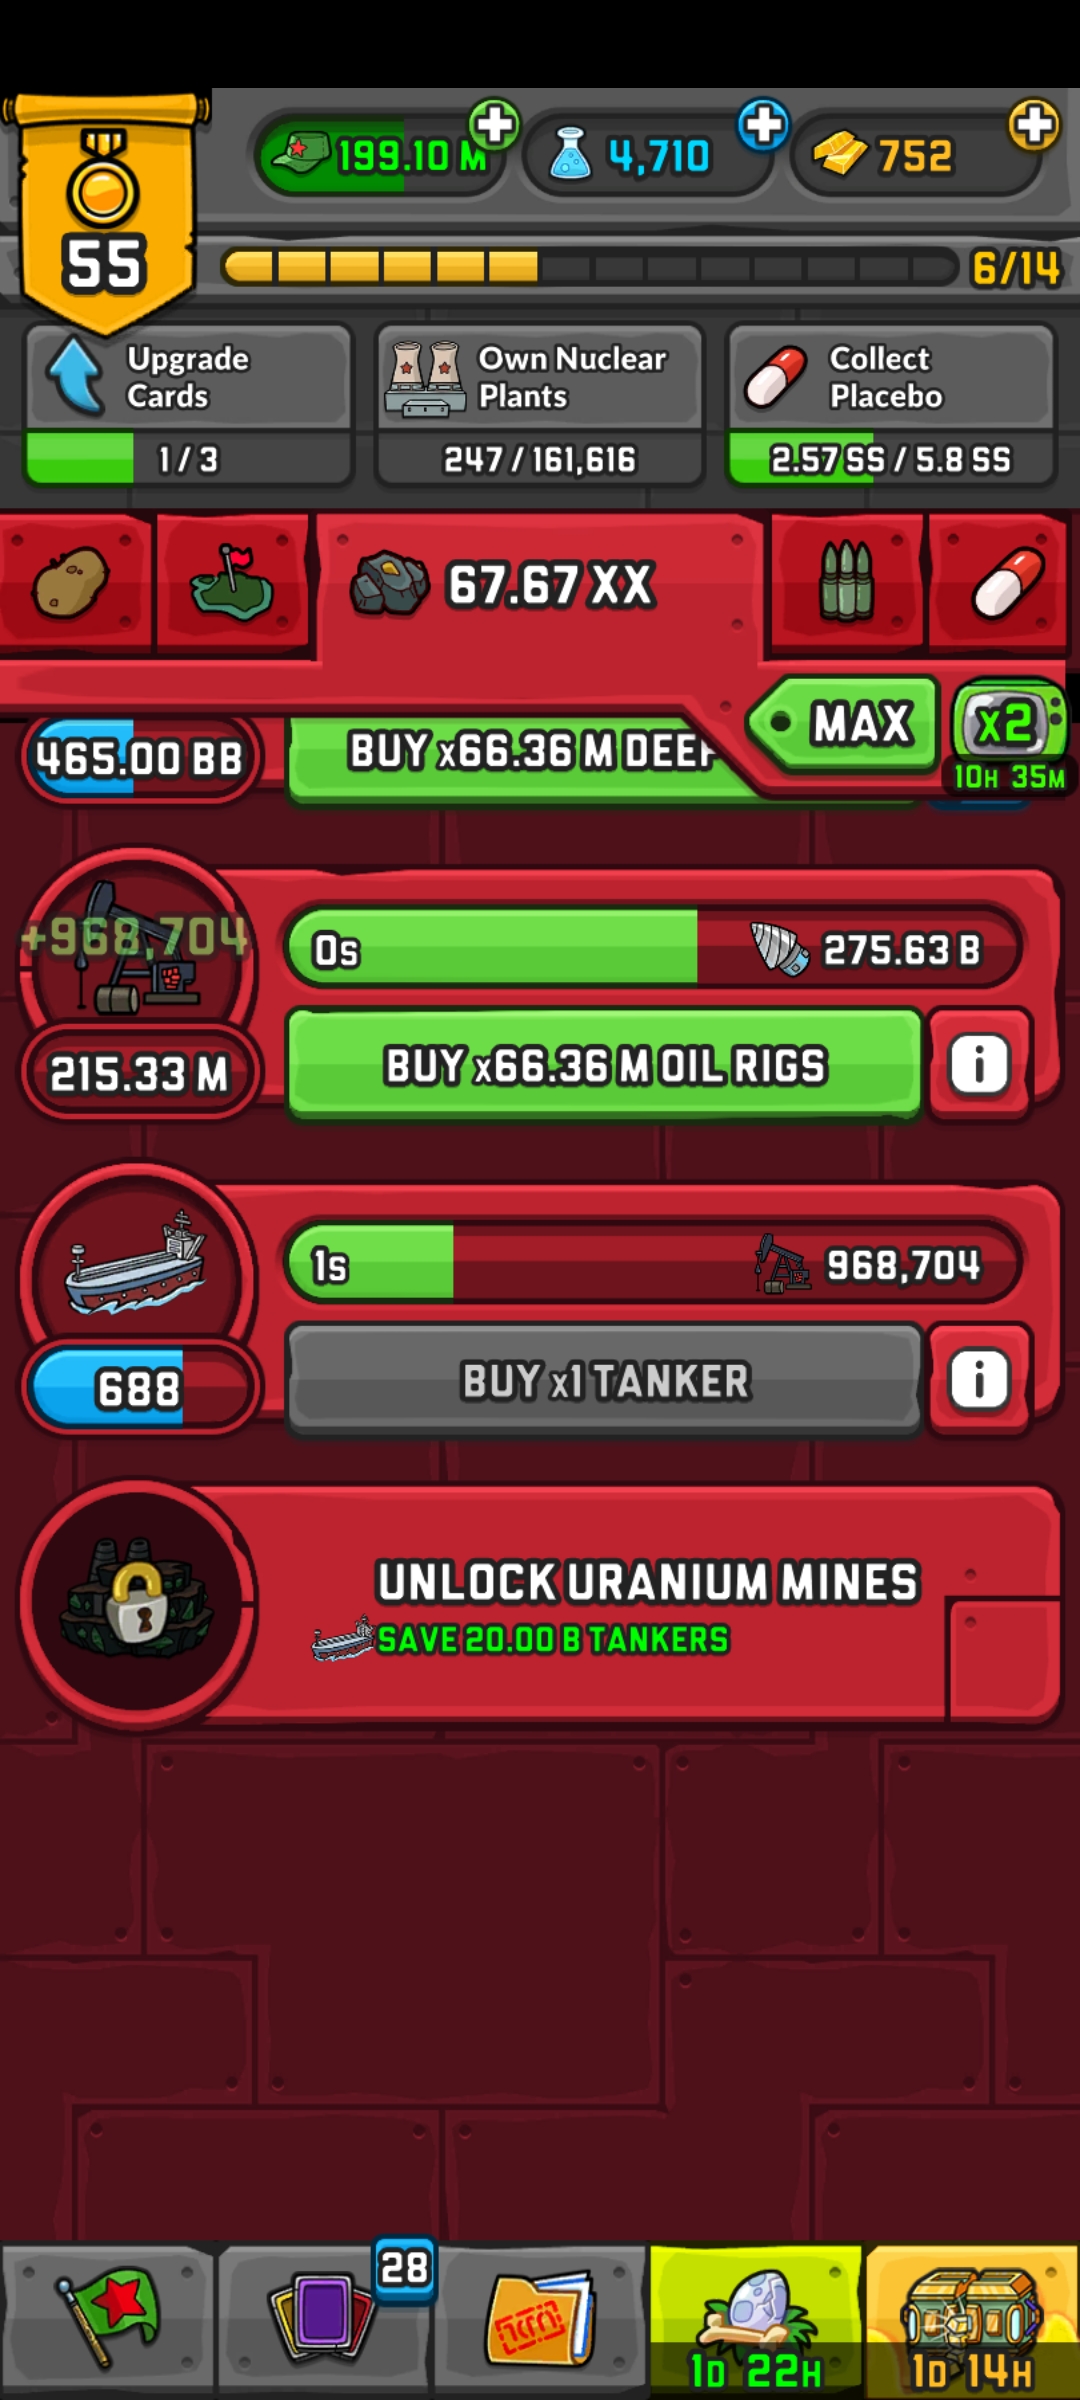 199.10 M
4,710
752
55
6/14
Upgrade
Cards
1 / 3
Own Nuclear
Plants
247 / 161,616
Collect
Placebo
2.57 SS / 5.8 SS
67.67 XX
MAX
x2
10H 35M
465.00 BB
BUY x66.36 M DEEP
+968,704
0s
275.63 B
215.33 M
BUY x66.36 M OIL RIGS
i
1s
968,704
688
BUY x1 TANKER
i
UNLOCK URANIUM MINES
SAVE 20.00 B TANKERS
28
1D 22H
1D 14H